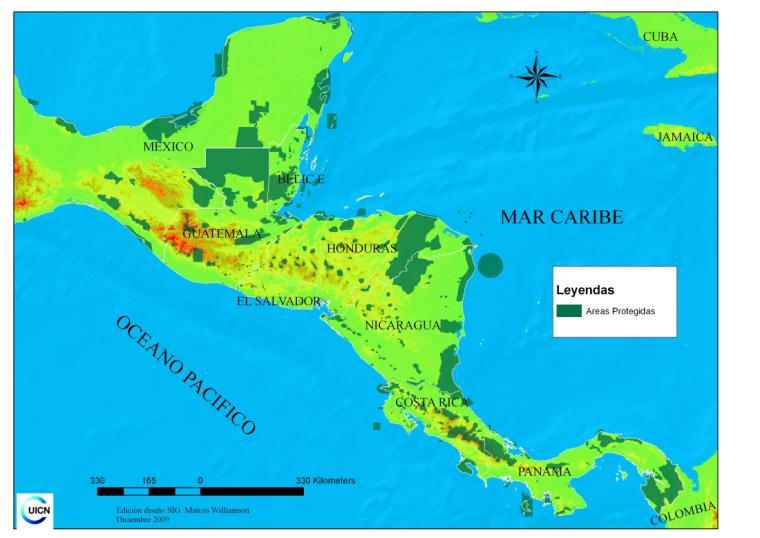 CUBA
N
JAMAICA
MEXICO
BELICE
MAR CARIBE
GUATEMALA
HONDURAS
Leyendas
Areas Protegidas
EL SALVADOR
NICARAGUA
OCEANO PACIFICO
COSTA RICA
PANAMA
COLOMBIA
330 165 0 330 Kilometers
UICN
Edición diseño SIG :Marcos Williamson
Diciembre 2009